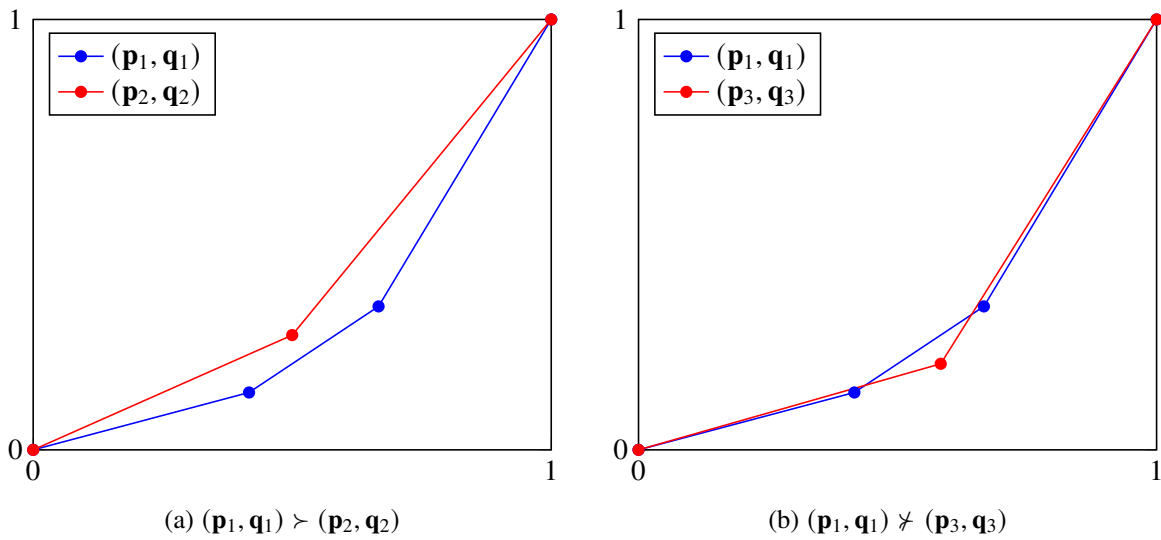 1
(p₁, q₁)
(p₂, q₂)
0
0
1
(a) (p₁, q₁) ≻ (p₂, q₂)
1
(p₁, q₁)
(p₃, q₃)
0
0
1
(b) (p₁, q₁) ⊁ (p₃, q₃)